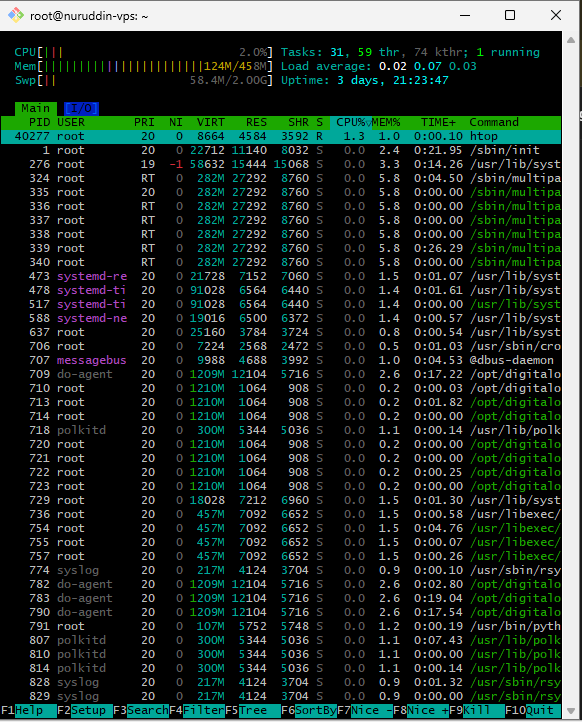 root@nuruddin-vps: ~
CPU[||| 2.0%] Tasks: 31, 59 thr, 74 kthr; 1 running
Mem[||||||||||||||||||||||124M/458M] Load average: 0.02 0.07 0.03
Swp[|| 58.4M/2.00G] Uptime: 3 days, 21:23:47
Main [I/O]
PID USER PRI NI VIRT RES SHR S CPU%▽MEM% TIME+ Command
40277 root 20 0 8664 4584 3592 R 1.3 1.0 0:00.10 htop
1 root 20 0 22712 11140 8032 S 0.0 2.4 0:21.95 /sbin/init
276 root 19 -1 58632 15444 15068 S 0.0 3.3 0:14.26 /usr/lib/syst
324 root RT 0 282M 27292 8760 S 0.0 5.8 0:04.50 /sbin/multipa
335 root 20 0 282M 27292 8760 S 0.0 5.8 0:00.00 /sbin/multipa
336 root RT 0 282M 27292 8760 S 0.0 5.8 0:00.00 /sbin/multipa
337 root RT 0 282M 27292 8760 S 0.0 5.8 0:00.00 /sbin/multipa
338 root RT 0 282M 27292 8760 S 0.0 5.8 0:00.00 /sbin/multipa
339 root RT 0 282M 27292 8760 S 0.0 5.8 0:26.29 /sbin/multipa
340 root RT 0 282M 27292 8760 S 0.0 5.8 0:00.00 /sbin/multipa
473 systemd-re 20 0 21728 7152 7060 S 0.0 1.5 0:01.07 /usr/lib/syst
478 systemd-ti 20 0 91028 6564 6440 S 0.0 1.4 0:01.61 /usr/lib/syst
517 systemd-ti 20 0 91028 6564 6440 S 0.0 1.4 0:00.00 /usr/lib/syst
588 systemd-ne 20 0 19016 6500 6372 S 0.0 1.4 0:00.57 /usr/lib/syst
637 root 20 0 25160 3784 3724 S 0.0 0.8 0:00.54 /usr/lib/syst
706 root 20 0 7224 2568 2472 S 0.0 0.5 0:01.03 /usr/sbin/cro
707 messagebus 20 0 9988 4688 3992 S 0.0 1.0 0:04.53 @dbus-daemon
709 do-agent 20 0 1209M 12104 5716 S 0.0 2.6 0:17.22 /opt/digitalo
710 root 20 0 1210M 1064 908 S 0.0 0.2 0:00.03 /opt/digitalo
713 root 20 0 1210M 1064 908 S 0.0 0.2 0:01.82 /opt/digitalo
714 root 20 0 1210M 1064 908 S 0.0 0.2 0:00.00 /opt/digitalo
718 polkitd 20 0 300M 5344 5036 S 0.0 1.1 0:00.14 /usr/lib/polk
720 root 20 0 1210M 1064 908 S 0.0 0.2 0:00.00 /opt/digitalo
721 root 20 0 1210M 1064 908 S 0.0 0.2 0:00.00 /opt/digitalo
722 root 20 0 1210M 1064 908 S 0.0 0.2 0:00.25 /opt/digitalo
723 root 20 0 1210M 1064 908 S 0.0 0.2 0:00.00 /opt/digitalo
729 root 20 0 18028 7212 6960 S 0.0 1.5 0:01.30 /usr/lib/syst
736 root 20 0 457M 7092 6652 S 0.0 1.5 0:00.58 /usr/libexec/
754 root 20 0 457M 7092 6652 S 0.0 1.5 0:04.76 /usr/libexec/
755 root 20 0 457M 7092 6652 S 0.0 1.5 0:00.07 /usr/libexec/
757 root 20 0 457M 7092 6652 S 0.0 1.5 0:00.26 /usr/libexec/
774 syslog 20 0 217M 4124 3704 S 0.0 0.9 0:00.10 /usr/sbin/rsy
782 do-agent 20 0 1209M 12104 5716 S 0.0 2.6 0:02.80 /opt/digitalo
783 do-agent 20 0 1209M 12104 5716 S 0.0 2.6 0:19.04 /opt/digitalo
790 do-agent 20 0 1209M 12104 5716 S 0.0 2.6 0:17.54 /opt/digitalo
791 root 20 0 107M 5752 5748 S 0.0 1.2 0:00.19 /usr/bin/pyth
807 polkitd 20 0 300M 5344 5036 S 0.0 1.1 0:07.43 /usr/lib/polk
810 polkitd 20 0 300M 5344 5036 S 0.0 1.1 0:00.00 /usr/lib/polk
814 polkitd 20 0 300M 5344 5036 S 0.0 1.1 0:00.14 /usr/lib/polk
828 syslog 20 0 217M 4124 3704 S 0.0 0.9 0:01.32 /usr/sbin/rsy
829 syslog 20 0 217M 4124 3704 S 0.0 0.9 0:00.00 /usr/sbin/rsy
F1Help F2Setup F3SearchF4FilterF5Tree F6SortByF7Nice -F8Nice +F9Kill F10Quit